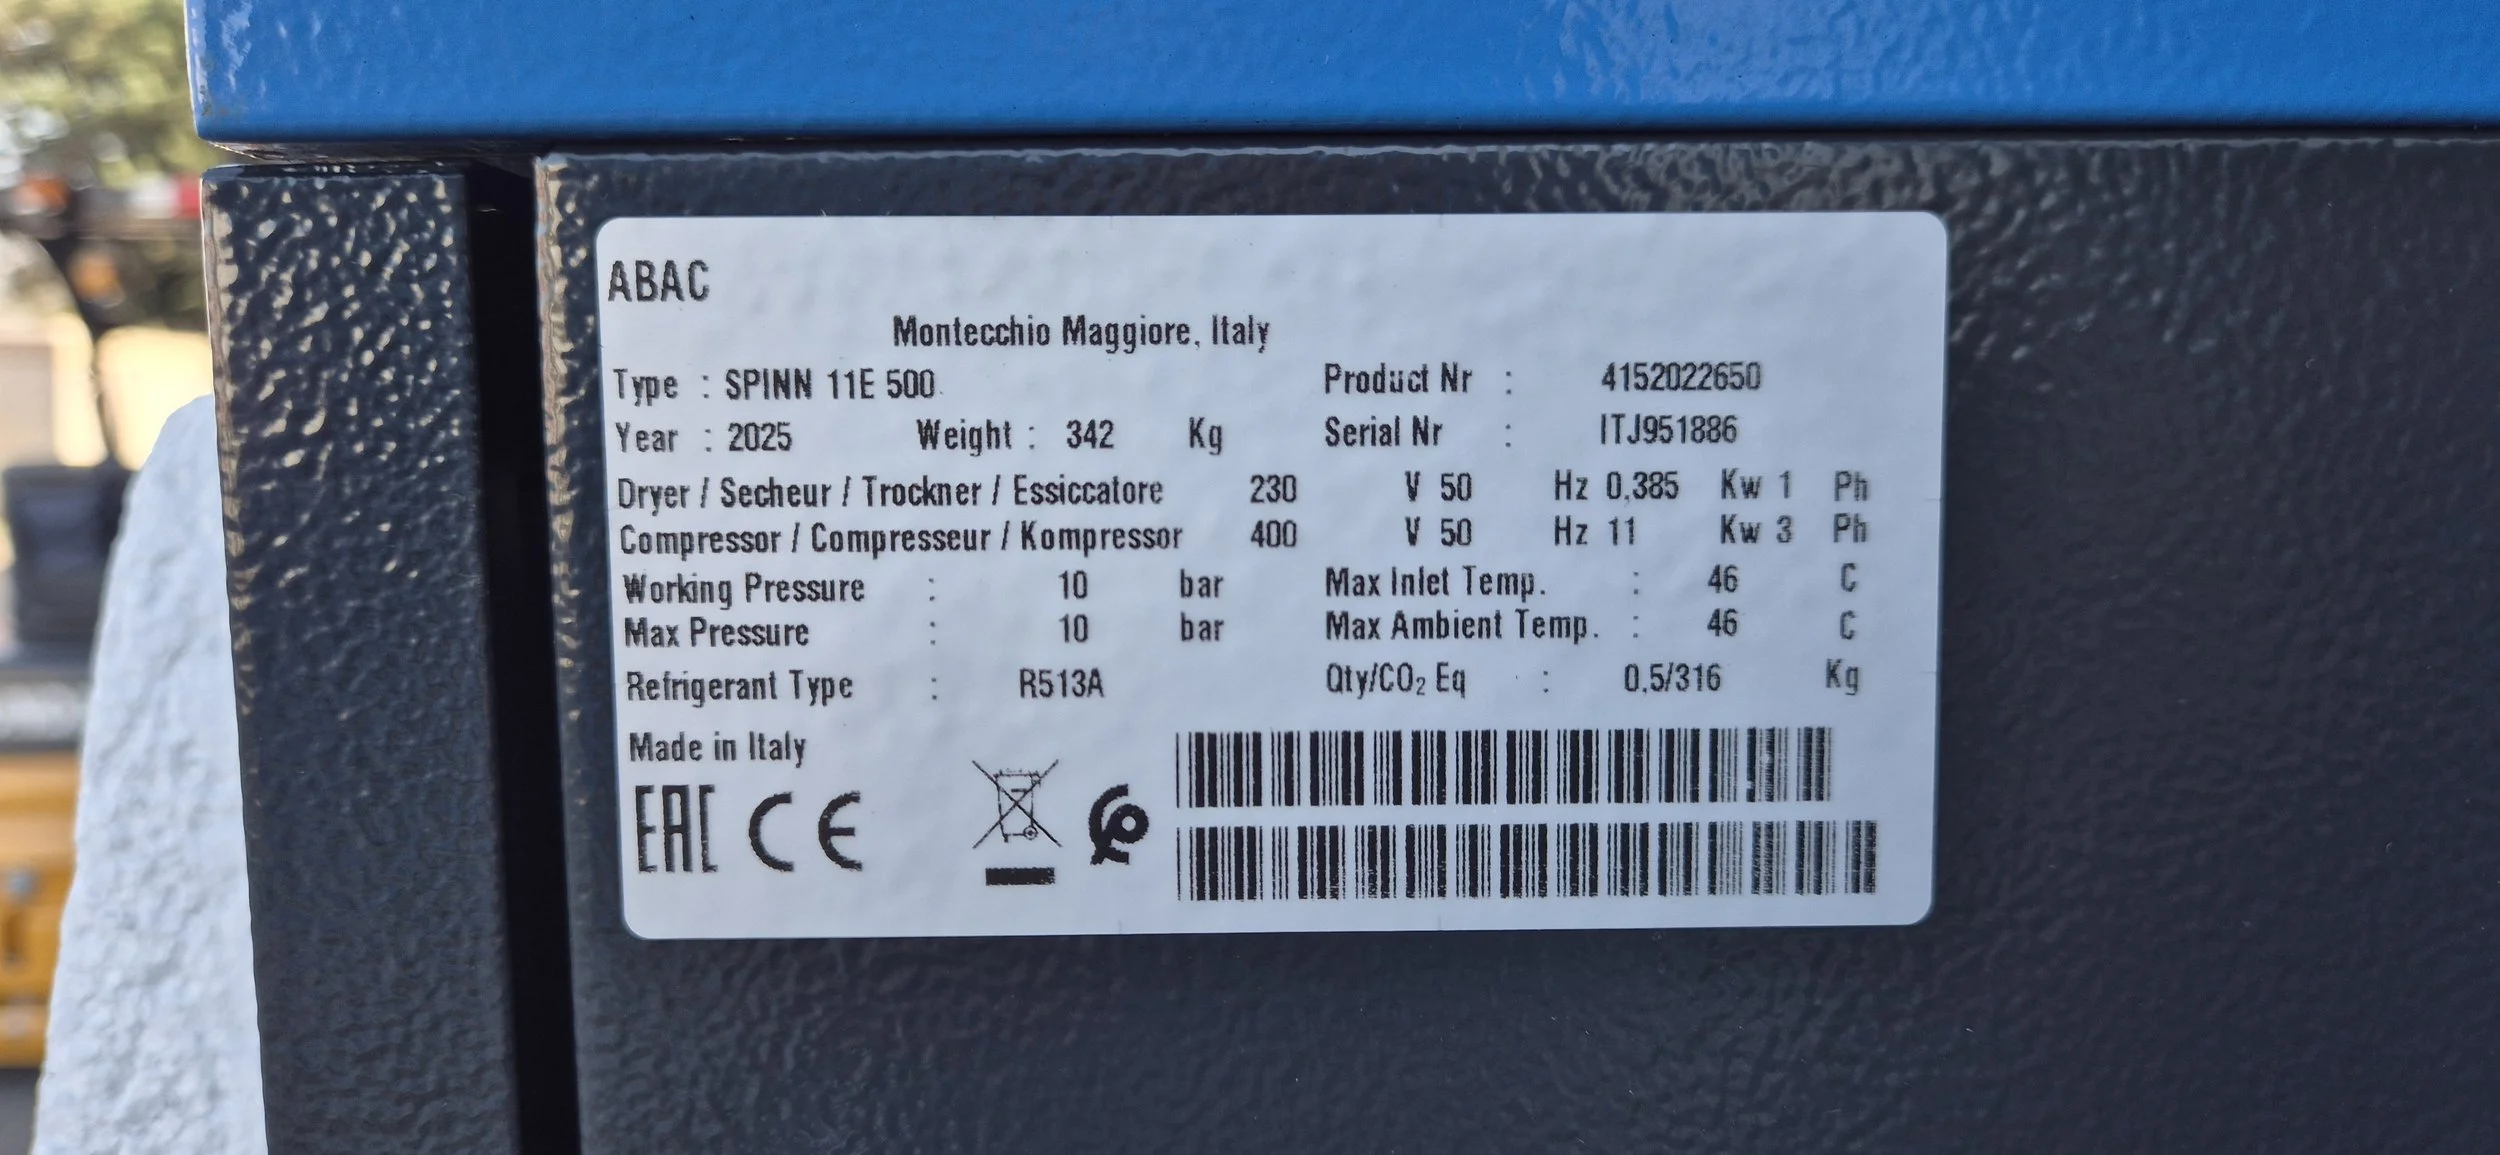 ABAC
Montecchio Maggiore, Italy
Type : SPINN 11E 500 Product Nr : 4152022650
Year : 2025 Weight : 342 Kg Serial Nr : ITJ951886
Dryer / Secheur / Trockner / Essiccatore 230 V 50 Hz 0,385 Kw 1 Ph
Compressor / Compresseur / Kompressor 400 V 50 Hz 11 Kw 3 Ph
Working Pressure : 10 bar Max Inlet Temp. : 46 C
Max Pressure : 10 bar Max Ambient Temp. : 46 C
Refrigerant Type : R513A Qty/CO₂ Eq : 0,5/316 Kg
Made in Italy
EAC CE